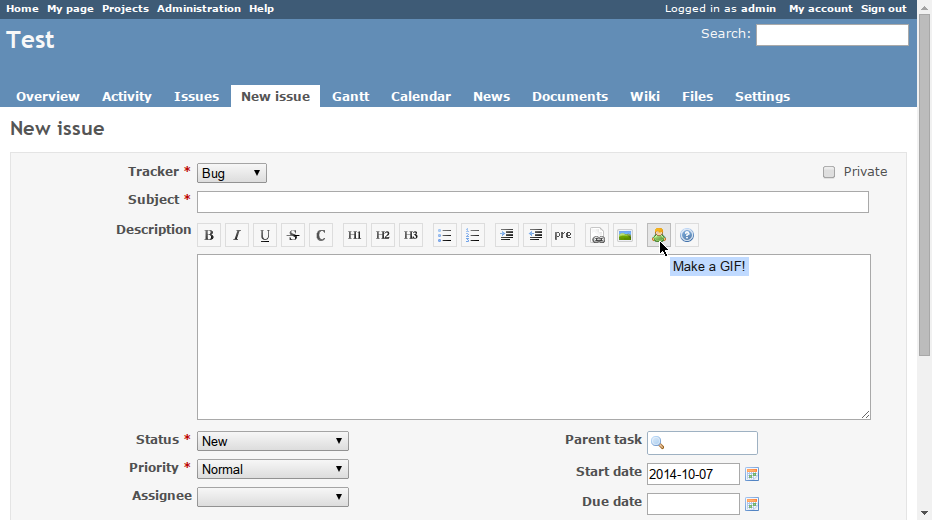 Home My page Projects Administration Help Logged in as admin My account Sign out
Test
Search:
Overview Activity Issues New issue Gantt Calendar News Documents Wiki Files Settings
New issue
Tracker * Bug Private
Subject *
Description B I U S C H1 H2 H3 pre
Make a GIF!
Status * New Parent task
Priority * Normal Start date 2014-10-07
Assignee Due date